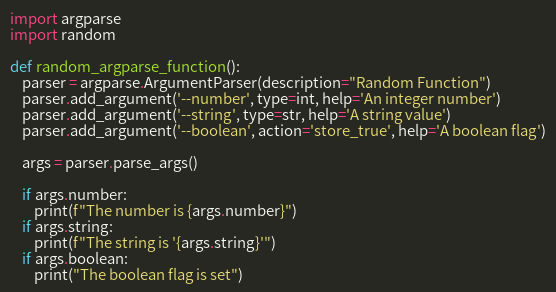 import argparse
import random

def random_argparse_function():
    parser = argparse.ArgumentParser(description="Random Function")
    parser.add_argument('--number', type=int, help='An integer number')
    parser.add_argument('--string', type=str, help='A string value')
    parser.add_argument('--boolean', action='store_true', help='A boolean flag')

    args = parser.parse_args()

    if args.number:
        print(f"The number is {args.number}")
    if args.string:
        print(f"The string is '{args.string}'")
    if args.boolean:
        print("The boolean flag is set")